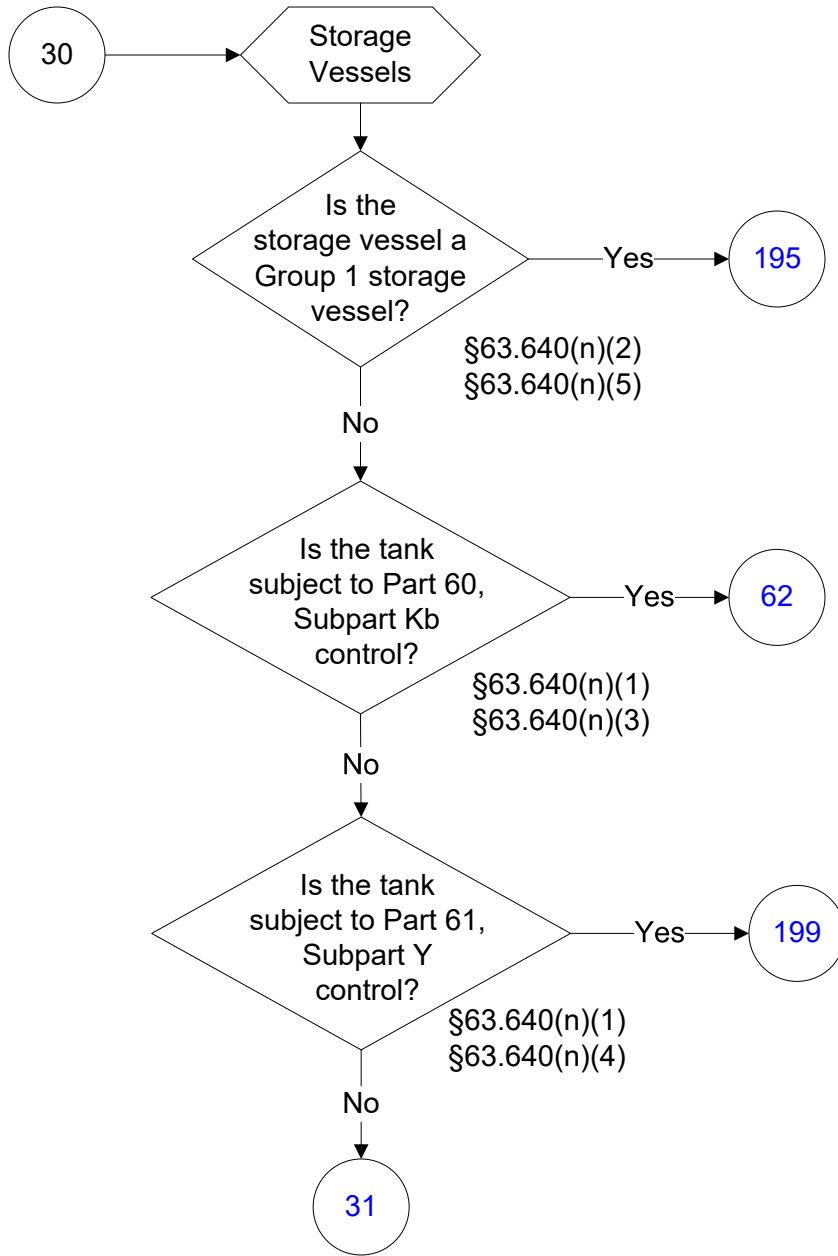 30
Storage
Vessels
Is the
storage vessel a
Group 1 storage
vessel?
Yes
195
§63.640(n)(2)
§63.640(n)(5)
No
Is the tank
subject to Part 60,
Subpart Kb
control?
Yes
62
§63.640(n)(1)
§63.640(n)(3)
No
Is the tank
subject to Part 61,
Subpart Y
control?
Yes
199
§63.640(n)(1)
§63.640(n)(4)
No
31